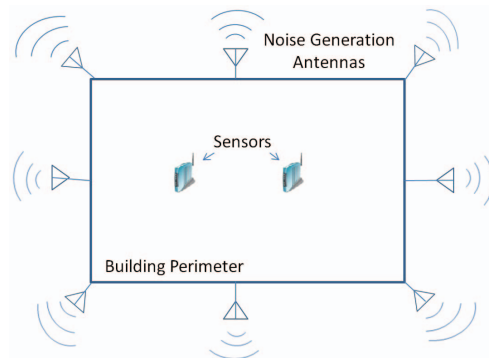 Noise Generation
Antennas
Sensors
Building Perimeter